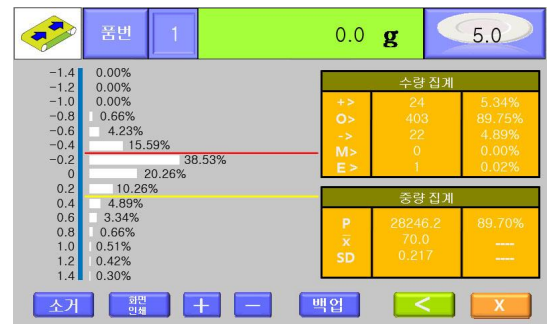 품번 1 0.0 g 5.0
-1.4 0.00%
-1.2 0.00%
-1.0 0.00%
-0.8 0.66%
-0.6 4.23%
-0.4 15.59%
-0.2 38.53%
0 20.26%
0.2 10.26%
0.4 4.89%
0.6 3.34%
0.8 0.66%
1.0 0.51%
1.2 0.42%
1.4 0.30%
수량 집계
+> 24 5.34%
O> 403 89.75%
-> 22 4.89%
M> 0 0.00%
E > 1 0.02%
중량 집계
P 28246.2 89.70%
x̅ 70.0 ----
SD 0.217 ----
소거 화면
인쇄 + − 백업 < X